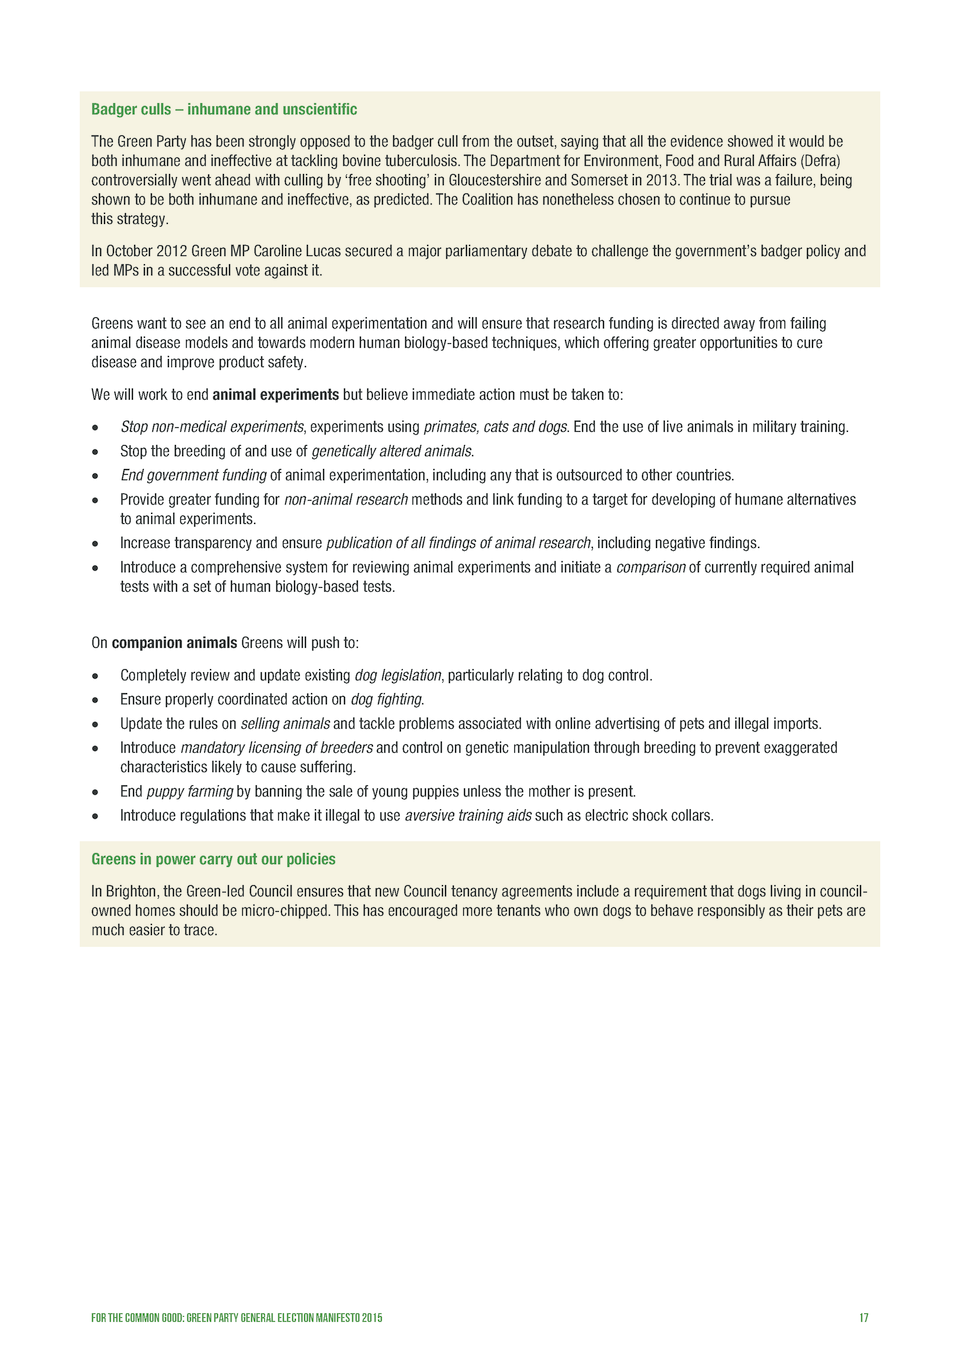 Badger culls – inhumane and unscientific
The Green Party has been strongly opposed to the badger cull from the outset, saying that all the evidence showed it would be
both inhumane and ineffective at tackling bovine tuberculosis. The Department for Environment, Food and Rural Affairs (Defra)
controversially went ahead with culling by ‘free shooting’ in Gloucestershire and Somerset in 2013. The trial was a failure, being
shown to be both inhumane and ineffective, as predicted. The Coalition has nonetheless chosen to continue to pursue
this strategy.
In October 2012 Green MP Caroline Lucas secured a major parliamentary debate to challenge the government’s badger policy and
led MPs in a successful vote against it.
Greens want to see an end to all animal experimentation and will ensure that research funding is directed away from failing
animal disease models and towards modern human biology-based techniques, which offering greater opportunities to cure
disease and improve product safety.
We will work to end animal experiments but believe immediate action must be taken to:
• Stop non-medical experiments, experiments using primates, cats and dogs. End the use of live animals in military training.
• Stop the breeding of and use of genetically altered animals.
• End government funding of animal experimentation, including any that is outsourced to other countries.
• Provide greater funding for non-animal research methods and link funding to a target for developing of humane alternatives
to animal experiments.
• Increase transparency and ensure publication of all findings of animal research, including negative findings.
• Introduce a comprehensive system for reviewing animal experiments and initiate a comparison of currently required animal
tests with a set of human biology-based tests.
On companion animals Greens will push to:
• Completely review and update existing dog legislation, particularly relating to dog control.
• Ensure properly coordinated action on dog fighting.
• Update the rules on selling animals and tackle problems associated with online advertising of pets and illegal imports.
• Introduce mandatory licensing of breeders and control on genetic manipulation through breeding to prevent exaggerated
characteristics likely to cause suffering.
• End puppy farming by banning the sale of young puppies unless the mother is present.
• Introduce regulations that make it illegal to use aversive training aids such as electric shock collars.
Greens in power carry out our policies
In Brighton, the Green-led Council ensures that new Council tenancy agreements include a requirement that dogs living in council-
owned homes should be micro-chipped. This has encouraged more tenants who own dogs to behave responsibly as their pets are
much easier to trace.
FOR THE COMMON GOOD: GREEN PARTY GENERAL ELECTION MANIFESTO 2015 17